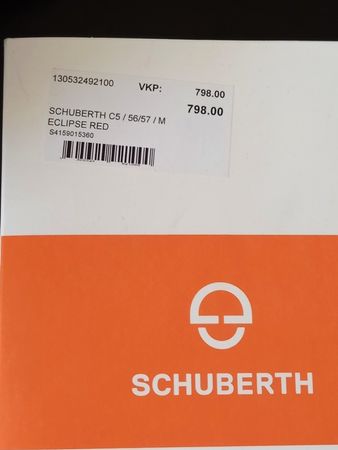 130532492100 VKP: 798.00
798.00
SCHUBERTH C5 / 56/57 / M
ECLIPSE RED
S4159015360
SCHUBERTH